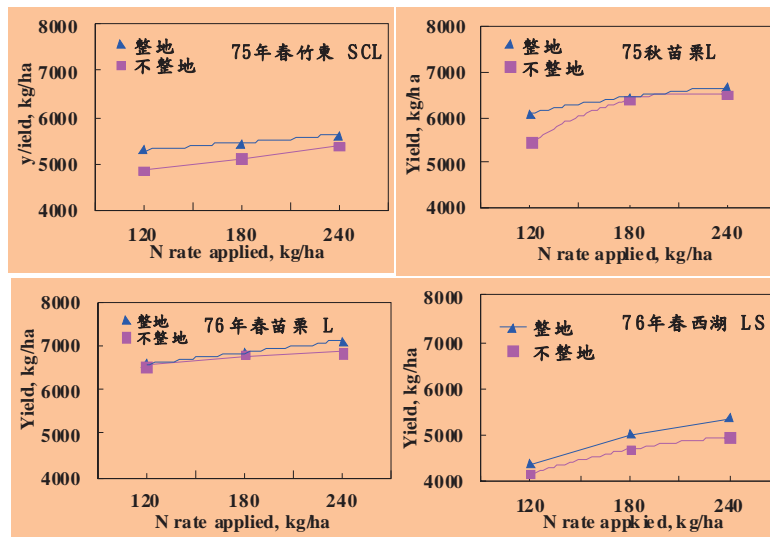 75年春竹東 SCL
整地
不整地
y/ield, kg/ha
8000
7000
6000
5000
4000
120 180 240
N rate applied, kg/ha
75秋苗栗L
整地
不整地
Yield, kg/ha
8000
7000
6000
5000
4000
120 180 240
N rate applied, kg/ha
76年春苗栗 L
整地
不整地
Yield, kg/ha
8000
7000
6000
5000
4000
120 180 240
N rate applied, kg/ha
76年春西湖 LS
整地
不整地
Yield, kg/ha
8000
7000
6000
5000
4000
120 180 240
N rate appkied, kg/ha